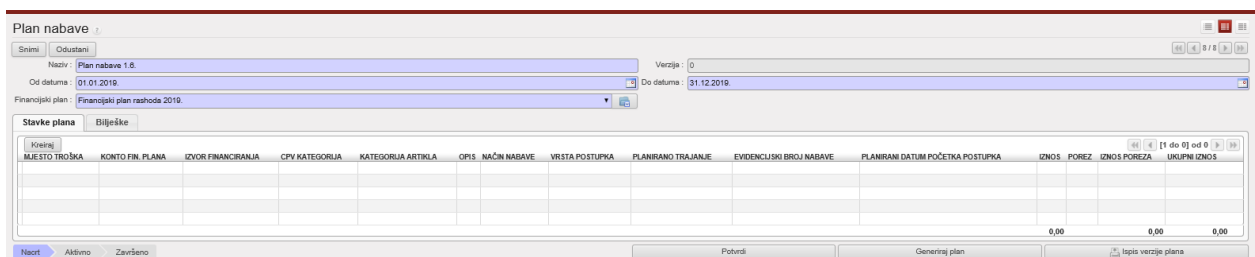 Plan nabave ?
Snimi Odustani 8 / 8
Naziv : Plan nabave 1.6. Verzija : 0
Od datuma : 01.01.2019. Do datuma : 31.12.2019.
Financijski plan : Financijski plan rashoda 2019.
Stavke plana Bilješke
Kreiraj [1 do 0] od 0
MJESTO TROŠKA KONTO FIN. PLANA IZVOR FINANCIRANJA CPV KATEGORIJA KATEGORIJA ARTIKLA OPIS NAČIN NABAVE VRSTA POSTUPKA PLANIRANO TRAJANJE EVIDENCIJSKI BROJ NABAVE PLANIRANI DATUM POČETKA POSTUPKA IZNOS POREZ IZNOS POREZA UKUPNI IZNOS
0,00 0,00 0,00
Nacrt Aktivno Završeno Potvrdi Generiraj plan Ispis verzije plana